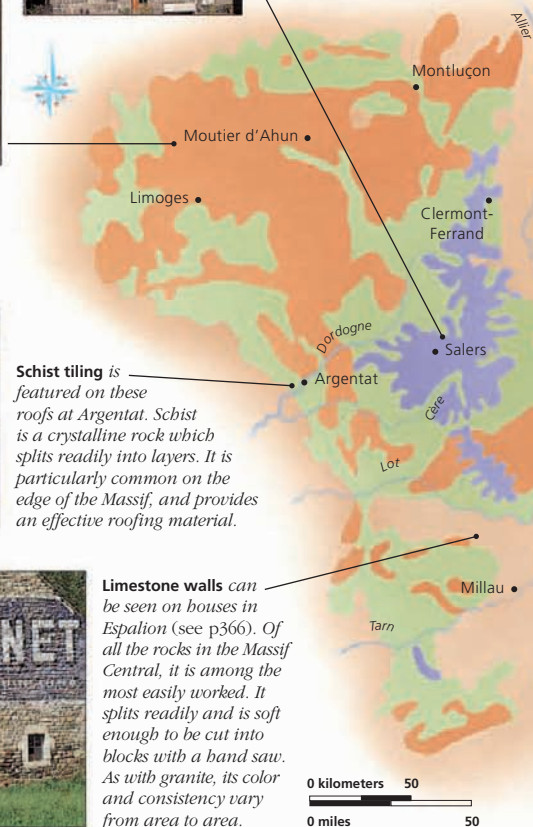 Allier
Montluçon
Moutier d'Ahun
Limoges
Clermont-
Ferrand
Dordogne
Salers
Argentat
Cère
Lot
Schist tiling is
featured on these
roofs at Argentat. Schist
is a crystalline rock which
splits readily into layers. It is
particularly common on the
edge of the Massif, and provides
an effective roofing material.
NET
Limestone walls can
be seen on houses in
Espalion (see p366). Of
all the rocks in the Massif
Central, it is among the
most easily worked. It
splits readily and is soft
enough to be cut into
blocks with a hand saw.
As with granite, its color
and consistency vary
from area to area.
Millau
Tarn
0 kilometers 50
0 miles 50